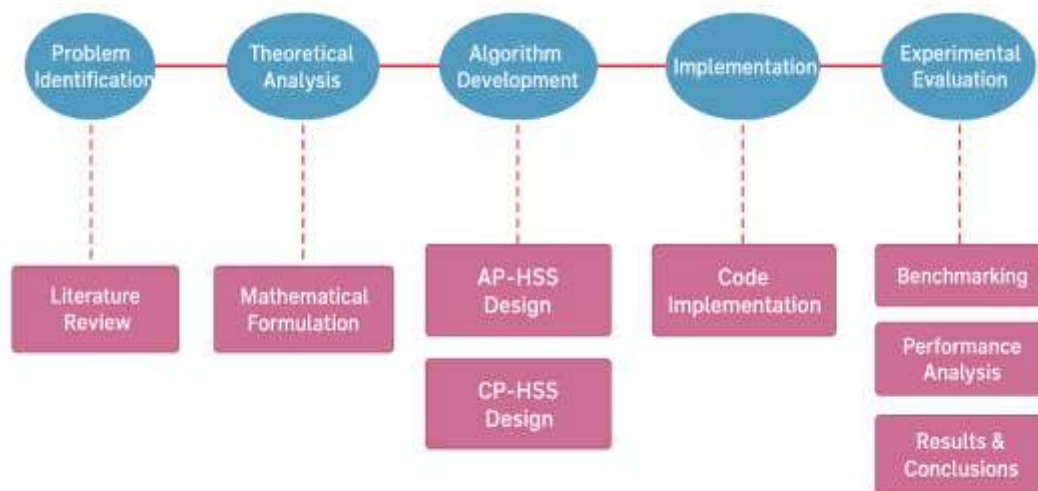 Problem
Identification
Theoretical
Analysis
Algorithm
Development
Implementation
Experimental
Evaluation
Literature
Review
Mathematical
Formulation
AP-HSS
Design
CP-HSS
Design
Code
Implementation
Benchmarking
Performance
Analysis
Results &
Conclusions